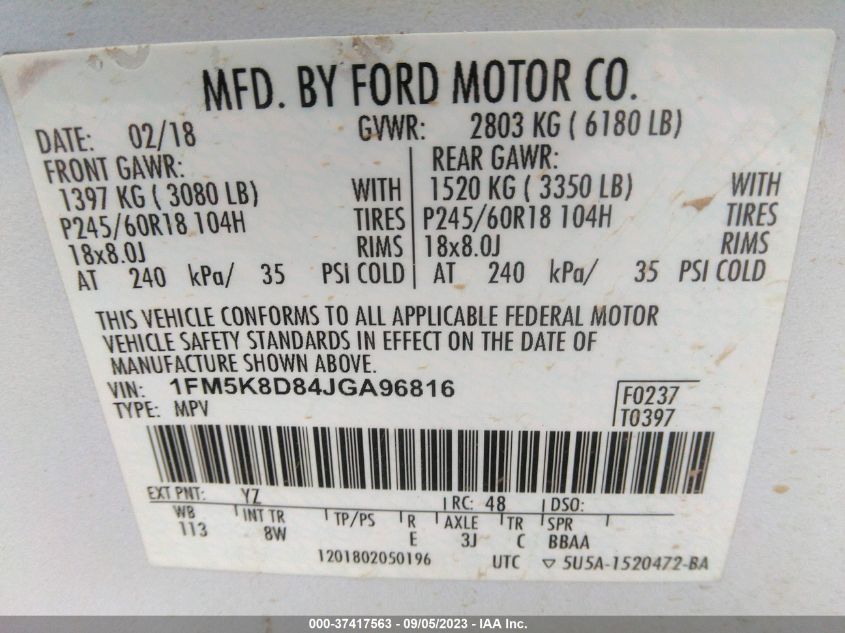 MFD. BY FORD MOTOR CO.
DATE: 02/18 GVWR: 2803 KG ( 6180 LB)
FRONT GAWR: REAR GAWR:
1397 KG ( 3080 LB) WITH 1520 KG ( 3350 LB) WITH
P245/60R18 104H TIRES P245/60R18 104H TIRES
18x8.0J RIMS 18x8.0J RIMS
AT 240 kPa/ 35 PSI COLD AT 240 kPa/ 35 PSI COLD
THIS VEHICLE CONFORMS TO ALL APPLICABLE FEDERAL MOTOR
VEHICLE SAFETY STANDARDS IN EFFECT ON THE DATE OF
MANUFACTURE SHOWN ABOVE.
VIN: 1FM5K8D84JGA96816 F0237
TYPE: MPV T0397
EXT PNT: YZ RC: 48 DSO:
WB INT TR TP/PS R AXLE TR SPR
113 8W E 3J C BBAA
1201802050196 UTC ▽ 5U5A-1520472-BA
000-37417563 - 09/05/2023 - IAA Inc.